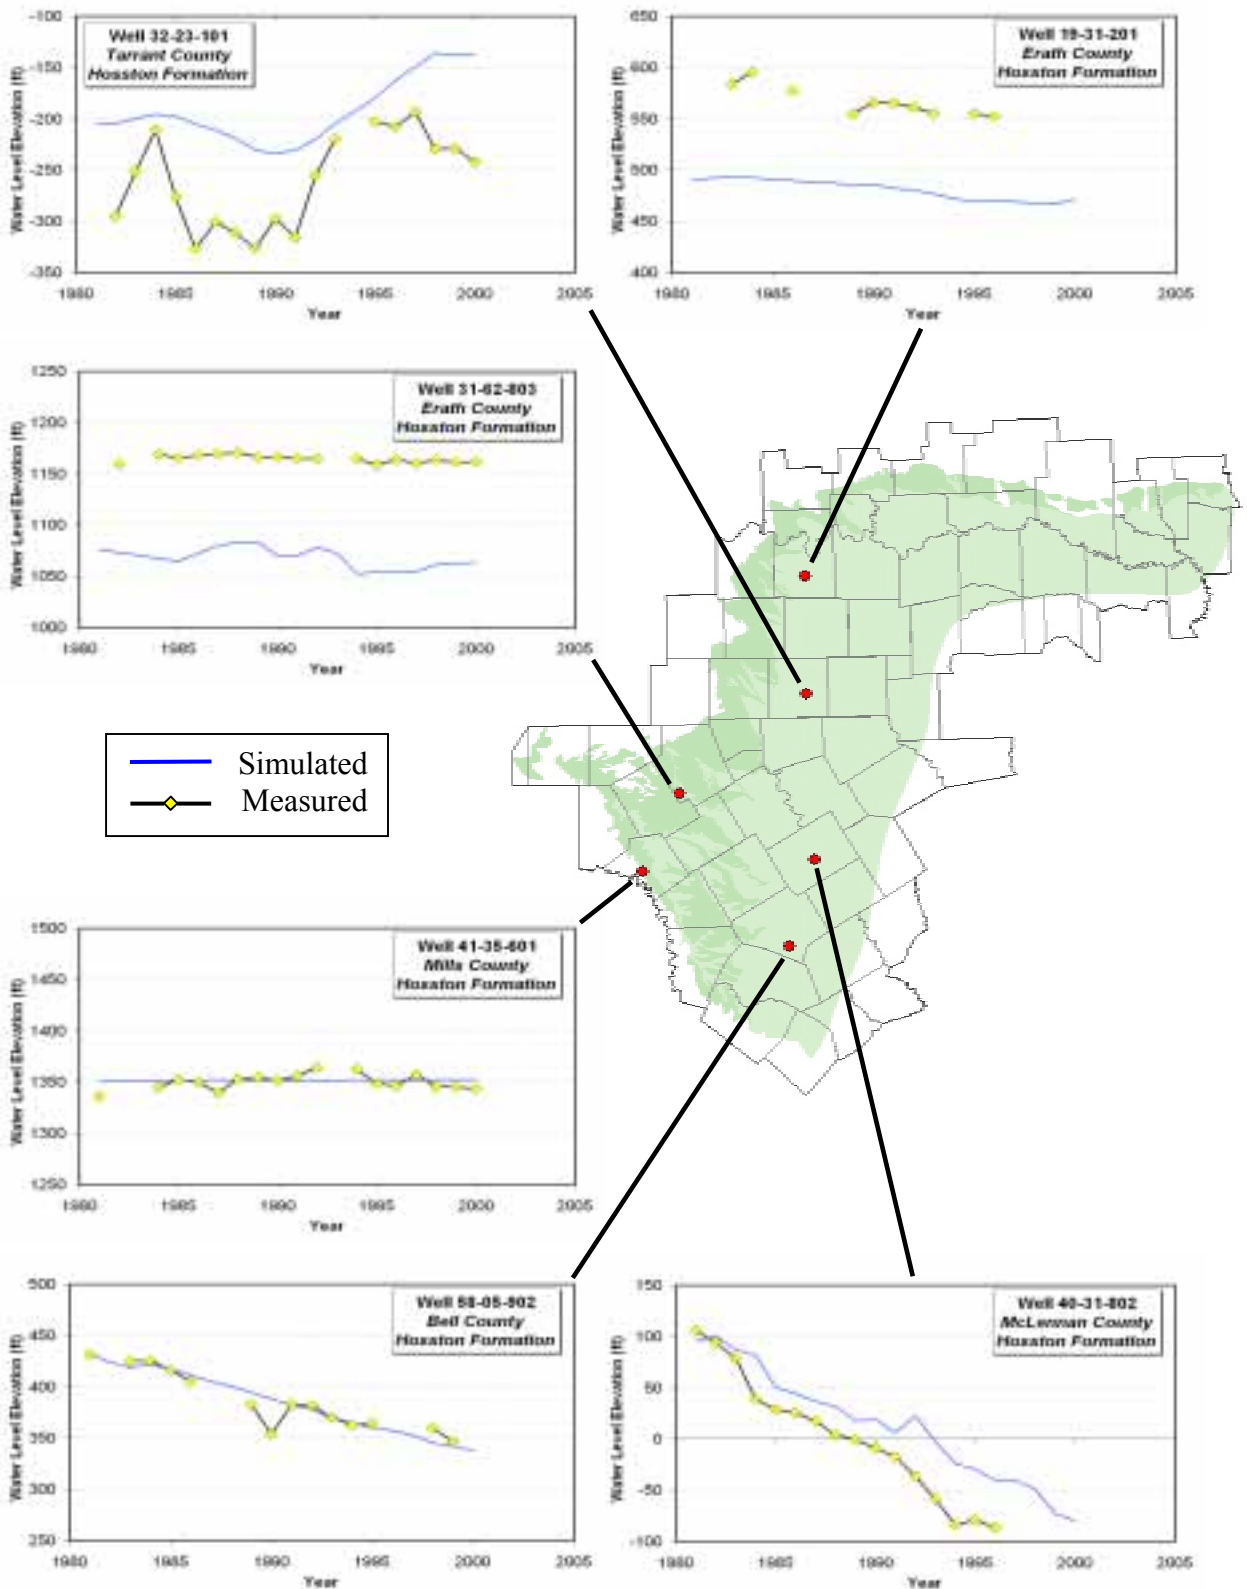 Well 32-23-101
Tarrant County
Hosston Formation
Water Level Elevation (ft)
-100
-150
-200
-250
-300
-350
1980 1985 1990 1995 2000 2005
Year
Well 19-31-201
Erath County
Hosston Formation
Water Level Elevation (ft)
650
600
550
500
450
400
1980 1985 1990 1995 2000 2005
Year
Well 31-62-803
Erath County
Hosston Formation
Water Level Elevation (ft)
1250
1200
1150
1100
1050
1000
1980 1985 1990 1995 2000 2005
Year
Simulated
Measured
Well 41-35-601
Mills County
Hosston Formation
Water Level Elevation (ft)
1500
1450
1400
1350
1300
1250
1980 1985 1990 1995 2000 2005
Year
Well 58-05-902
Bell County
Hosston Formation
Water Level Elevation (ft)
500
450
400
350
300
250
1980 1985 1990 1995 2000 2005
Year
Well 40-31-802
McLennan County
Hosston Formation
Water Level Elevation (ft)
150
100
50
0
-50
-100
1980 1985 1990 1995 2000 2005
Year